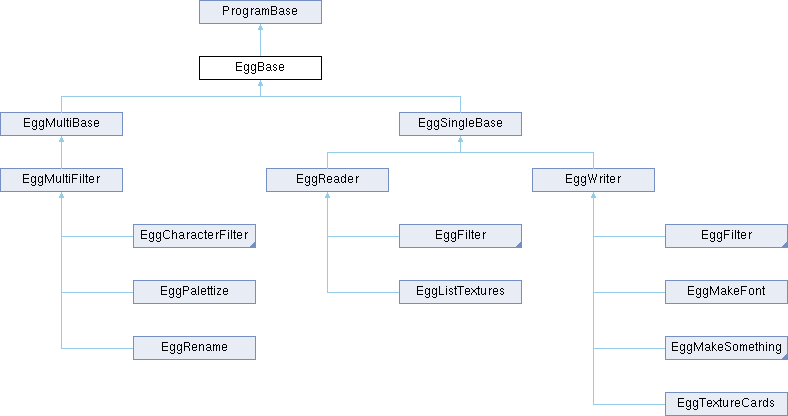 ProgramBase
EggBase
EggMultiBase
EggSingleBase
EggMultiFilter
EggReader
EggWriter
EggCharacterFilter
EggFilter
EggFilter
EggPalettize
EggListTextures
EggMakeFont
EggRename
EggMakeSomething
EggTextureCards